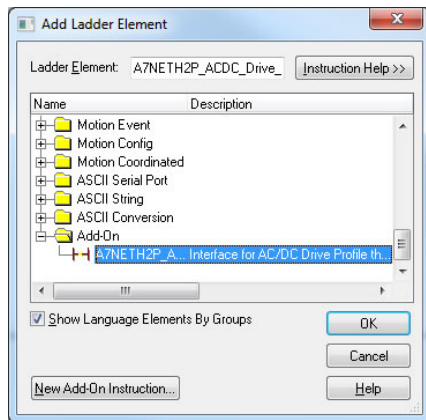 Add Ladder Element
Ladder Element: A7NETH2P_ACDC_Drive_ Instruction Help >>
Name Description
Motion Event
Motion Config
Motion Coordinated
ASCII Serial Port
ASCII String
ASCII Conversion
Add-On
A7NETH2P_A... Interface for AC/DC Drive Profile th...
Show Language Elements By Groups
OK
Cancel
New Add-On Instruction... Help